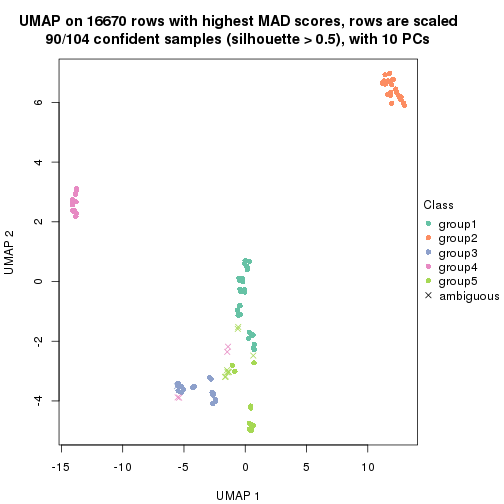 UMAP on 16670 rows with highest MAD scores, rows are scaled
90/104 confident samples (silhouette > 0.5), with 10 PCs
6
4
2
0
-2
-4
UMAP 2
-15
-10
-5
0
5
10
UMAP 1
Class
group1
group2
group3
group4
group5
ambiguous